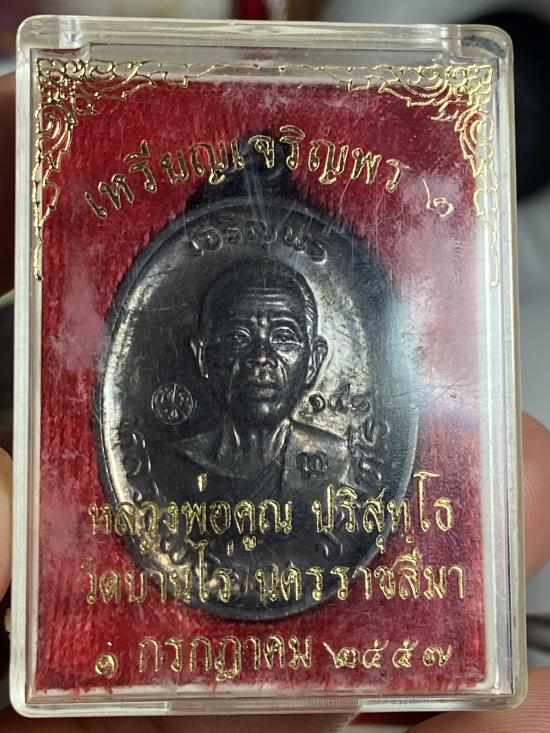 เหรียญเจริญพร ๒
เจริญพร
๑๔๑
หลวงพ่อคูณ ปริสุทฺโธ
วัดบ้านไร่ นครราชสีมา
๑ กรกฎาคม ๒๕๕๗